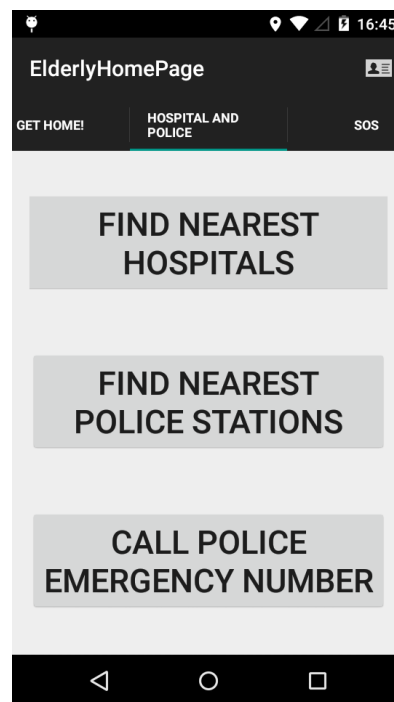 16:45
ElderlyHomePage
GET HOME!
HOSPITAL AND
POLICE
SOS
FIND NEAREST
HOSPITALS
FIND NEAREST
POLICE STATIONS
CALL POLICE
EMERGENCY NUMBER